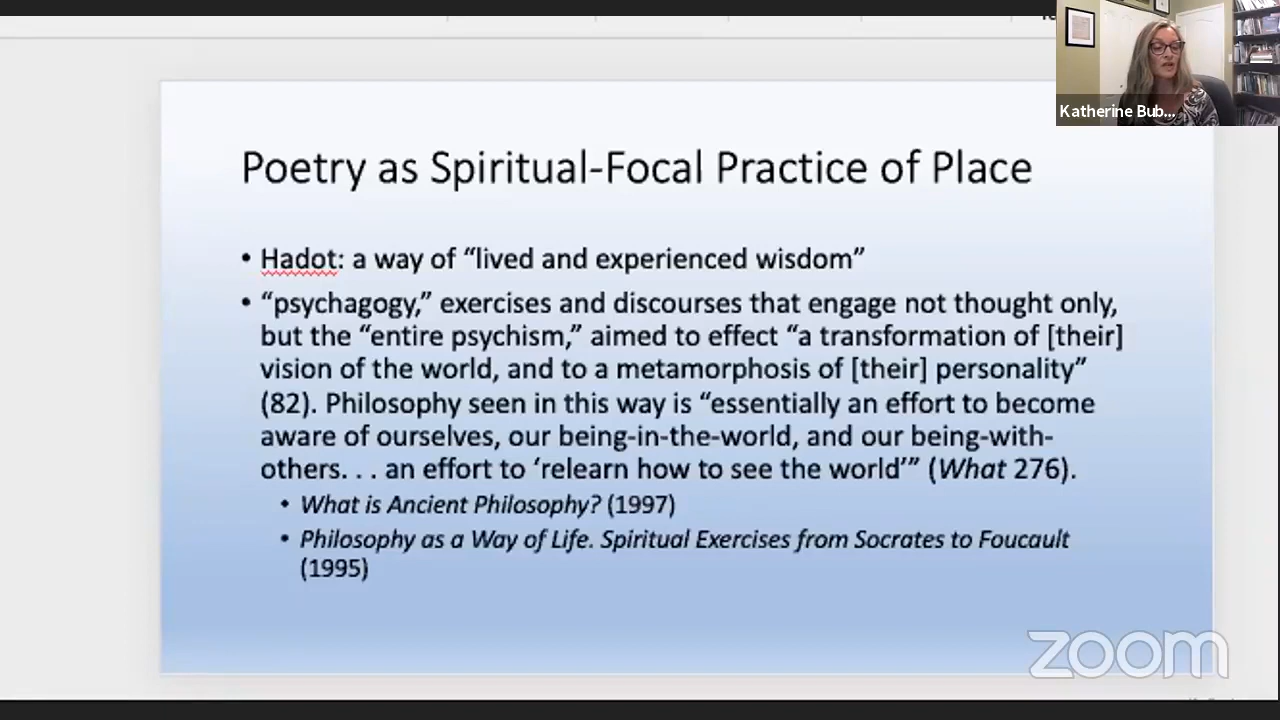 Katherine Bub...
Poetry as Spiritual-Focal Practice of Place
• Hadot: a way of “lived and experienced wisdom”
• “psychagogy,” exercises and discourses that engage not thought only,
but the “entire psychism,” aimed to effect “a transformation of [their]
vision of the world, and to a metamorphosis of [their] personality”
(82). Philosophy seen in this way is “essentially an effort to become
aware of ourselves, our being-in-the-world, and our being-with-
others. . . an effort to ‘relearn how to see the world’” (What 276).
• What is Ancient Philosophy? (1997)
• Philosophy as a Way of Life. Spiritual Exercises from Socrates to Foucault
(1995)
zoom